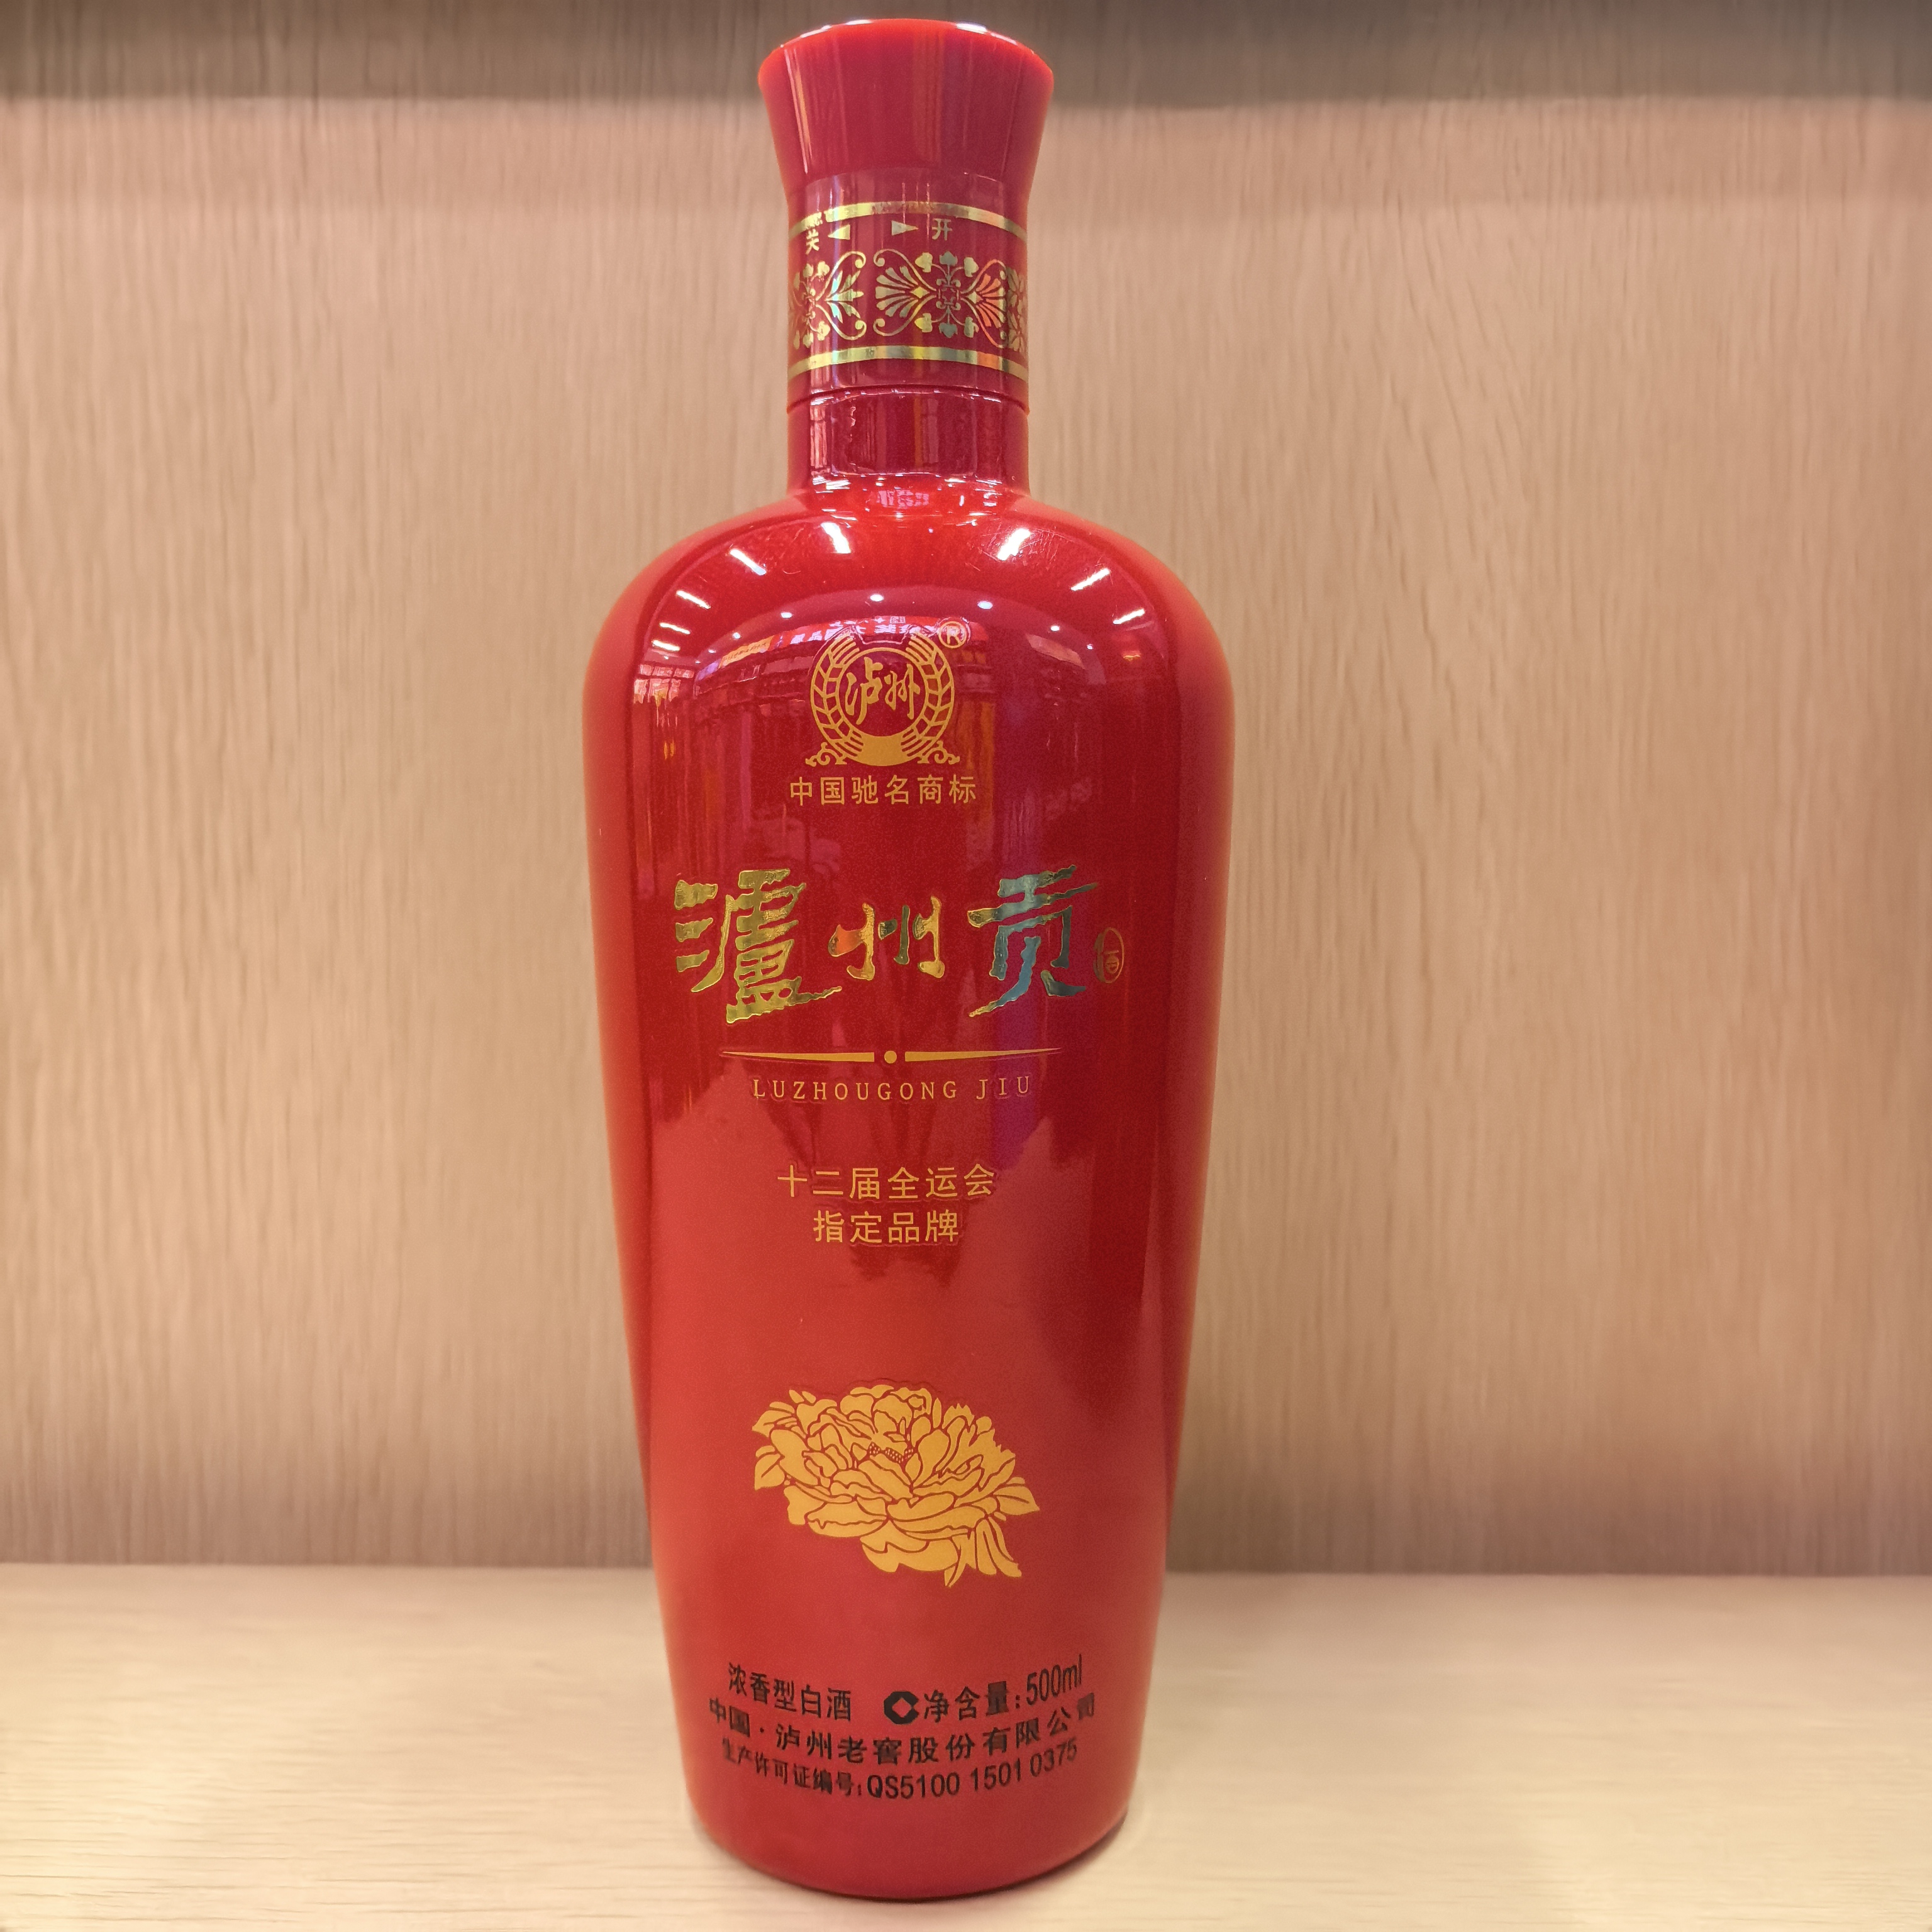 关 开
泸州 ®
中国驰名商标
瀘州贡酒
LUZHOUGONG JIU
十二届全运会
指定品牌
浓香型白酒 净含量:500ml
中国·泸州老窖股份有限公司
生产许可证编号:QS5100 1501 0375